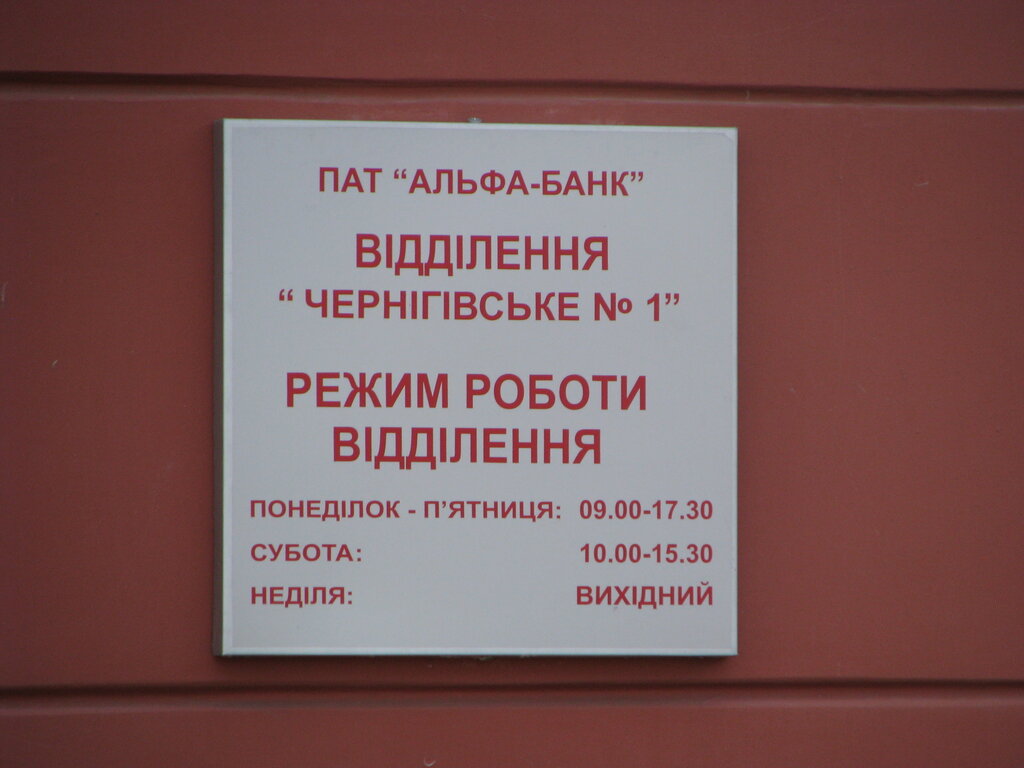 ПАТ “АЛЬФА-БАНК”
ВІДДІЛЕННЯ
“ ЧЕРНІГІВСЬКЕ № 1”
РЕЖИМ РОБОТИ
ВІДДІЛЕННЯ
ПОНЕДІЛОК - П’ЯТНИЦЯ: 09.00-17.30
СУБОТА: 10.00-15.30
НЕДІЛЯ: ВИХІДНИЙ